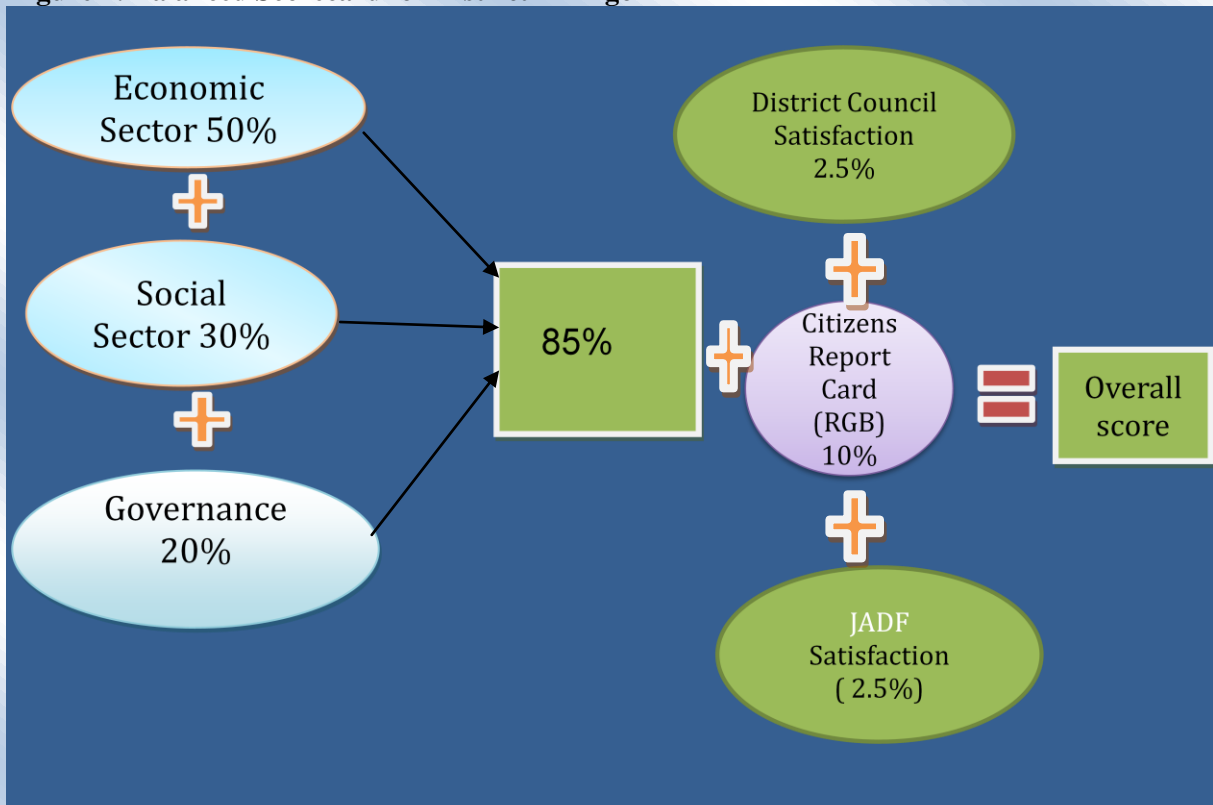 Economic
Sector 50%
Social
Sector 30%
Governance
20%
85%
District Council
Satisfaction
2.5%
Citizens
Report
Card
(RGB)
10%
JADF
Satisfaction
( 2.5%)
Overall
score